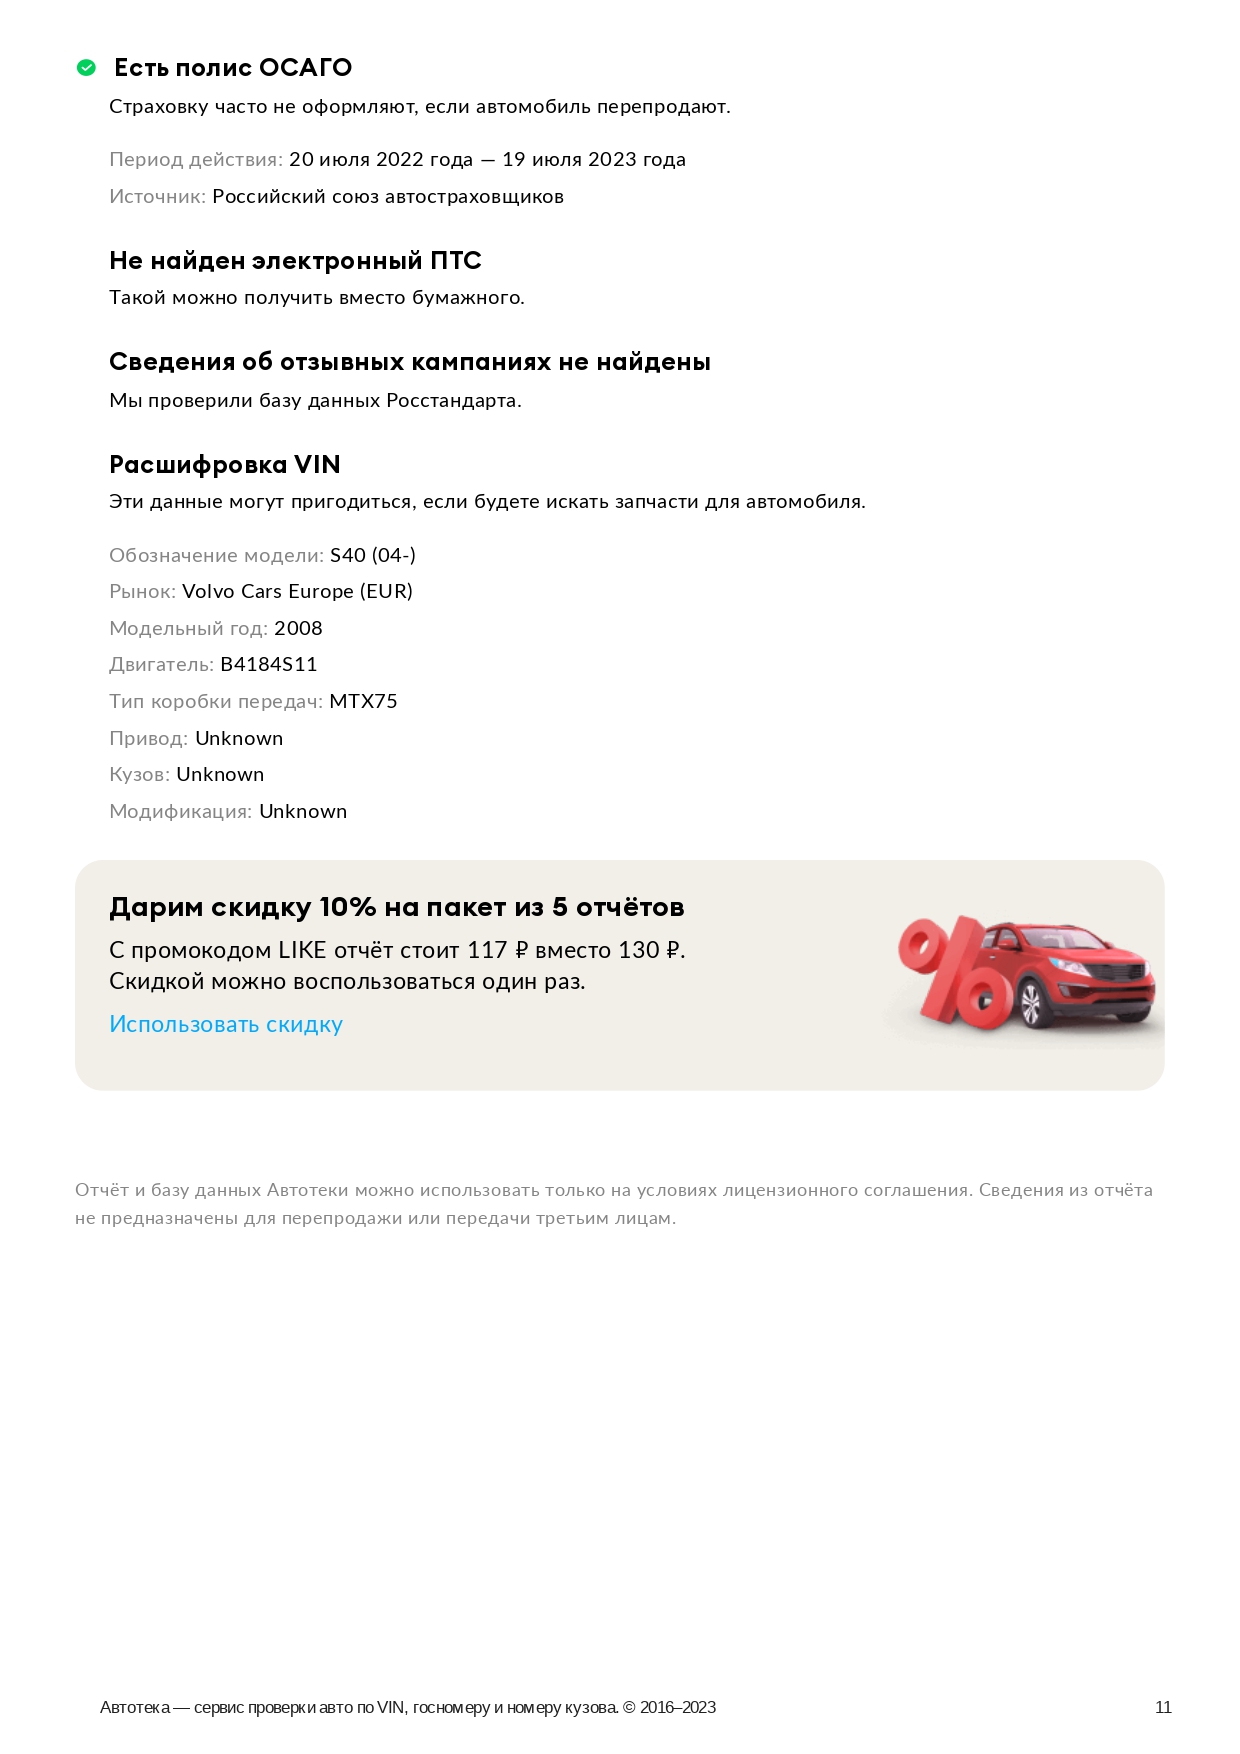 Есть полис ОСАГО
Страховку часто не оформляют, если автомобиль перепродают.
Период действия: 20 июля 2022 года — 19 июля 2023 года
Источник: Российский союз автостраховщиков
Не найден электронный ПТС
Такой можно получить вместо бумажного.
Сведения об отзывных кампаниях не найдены
Мы проверили базу данных Росстандарта.
Расшифровка VIN
Эти данные могут пригодиться, если будете искать запчасти для автомобиля.
Обозначение модели: S40 (04-)
Рынок: Volvo Cars Europe (EUR)
Модельный год: 2008
Двигатель: B4184S11
Тип коробки передач: MTX75
Привод: Unknown
Кузов: Unknown
Модификация: Unknown
Дарим скидку 10% на пакет из 5 отчётов
С промокодом LIKE отчёт стоит 117 ₽ вместо 130 ₽.
Скидкой можно воспользоваться один раз.
Использовать скидку
%
Отчёт и базу данных Автотеки можно использовать только на условиях лицензионного соглашения. Сведения из отчёта
не предназначены для перепродажи или передачи третьим лицам.
Автотека — сервис проверки авто по VIN, госномеру и номеру кузова. © 2016–2023 11